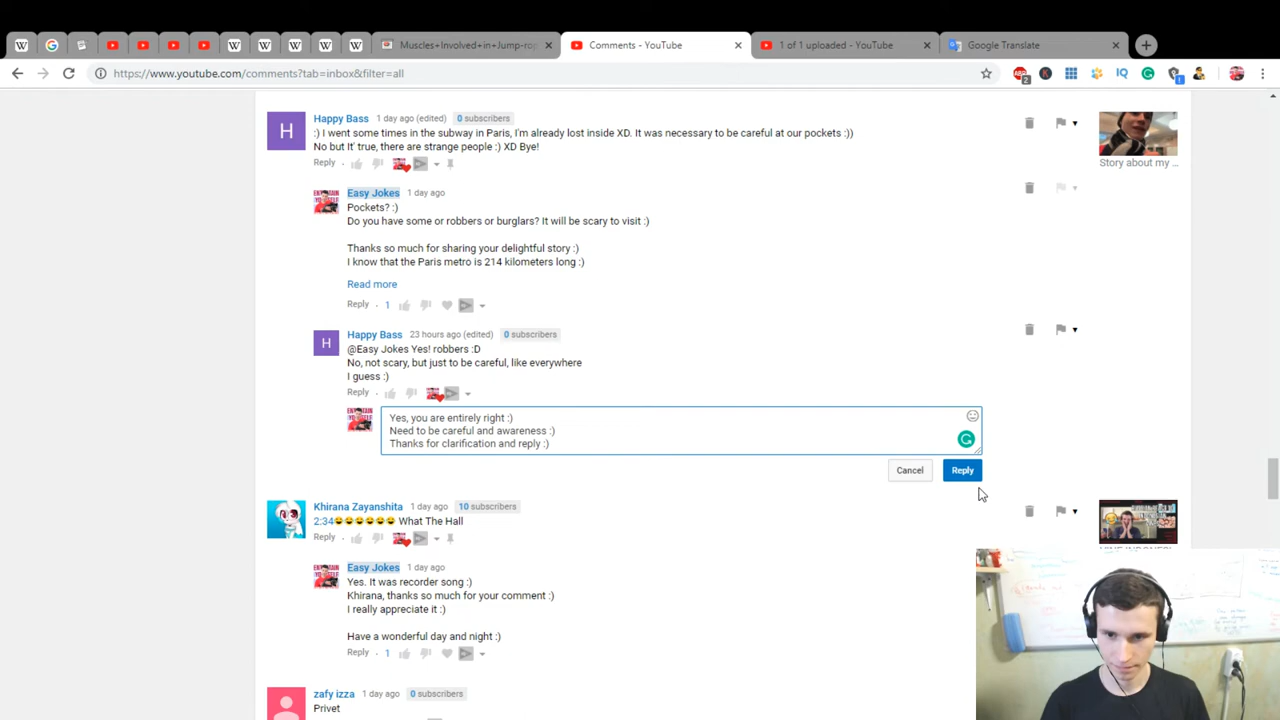 Muscles+Involved+in+Jump-rop
Comments - YouTube
1 of 1 uploaded - YouTube
Google Translate
https://www.youtube.com/comments?tab=inbox&filter=all
Happy Bass 1 day ago (edited) 0 subscribers
:) I went some times in the subway in Paris, I'm already lost inside XD. It was necessary to be careful at our pockets :))
No but It' true, there are strange people :) XD Bye!
Reply
Story about my ...
Easy Jokes 1 day ago
Pockets? :)
Do you have some or robbers or burglars? It will be scary to visit :)
Thanks so much for sharing your delightful story :)
I know that the Paris metro is 214 kilometers long :)
Read more
Reply 1
Happy Bass 23 hours ago (edited) 0 subscribers
@Easy Jokes Yes! robbers :D
No, not scary, but just to be careful, like everywhere
I guess :)
Reply
Yes, you are entirely right :)
Need to be careful and awareness :)
Thanks for clarification and reply :)
Cancel Reply
Khirana Zayanshita 1 day ago 10 subscribers
2:34😂😂😂😂😂😂 What The Hall
Reply
Easy Jokes 1 day ago
Yes. It was recorder song :)
Khirana, thanks so much for your comment :)
I really appreciate it :)
Have a wonderful day and night :)
Reply 1
zafy izza 1 day ago 0 subscribers
Privet